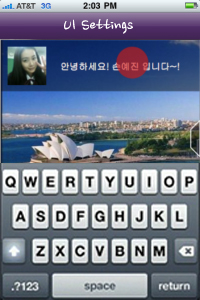 AT&T 3G 2:03 PM
UI Settings
안녕하세요! 손예진 입니다~!
Q W E R T Y U I O P
A S D F G H J K L
Z X C V B N M
.?123 space return